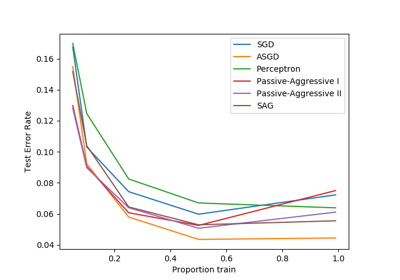 0.16
0.14
0.12
0.10
0.08
0.06
0.04
Test Error Rate
SGD
ASGD
Perceptron
Passive-Aggressive I
Passive-Aggressive II
SAG
0.2 0.4 0.6 0.8 1.0
Proportion train